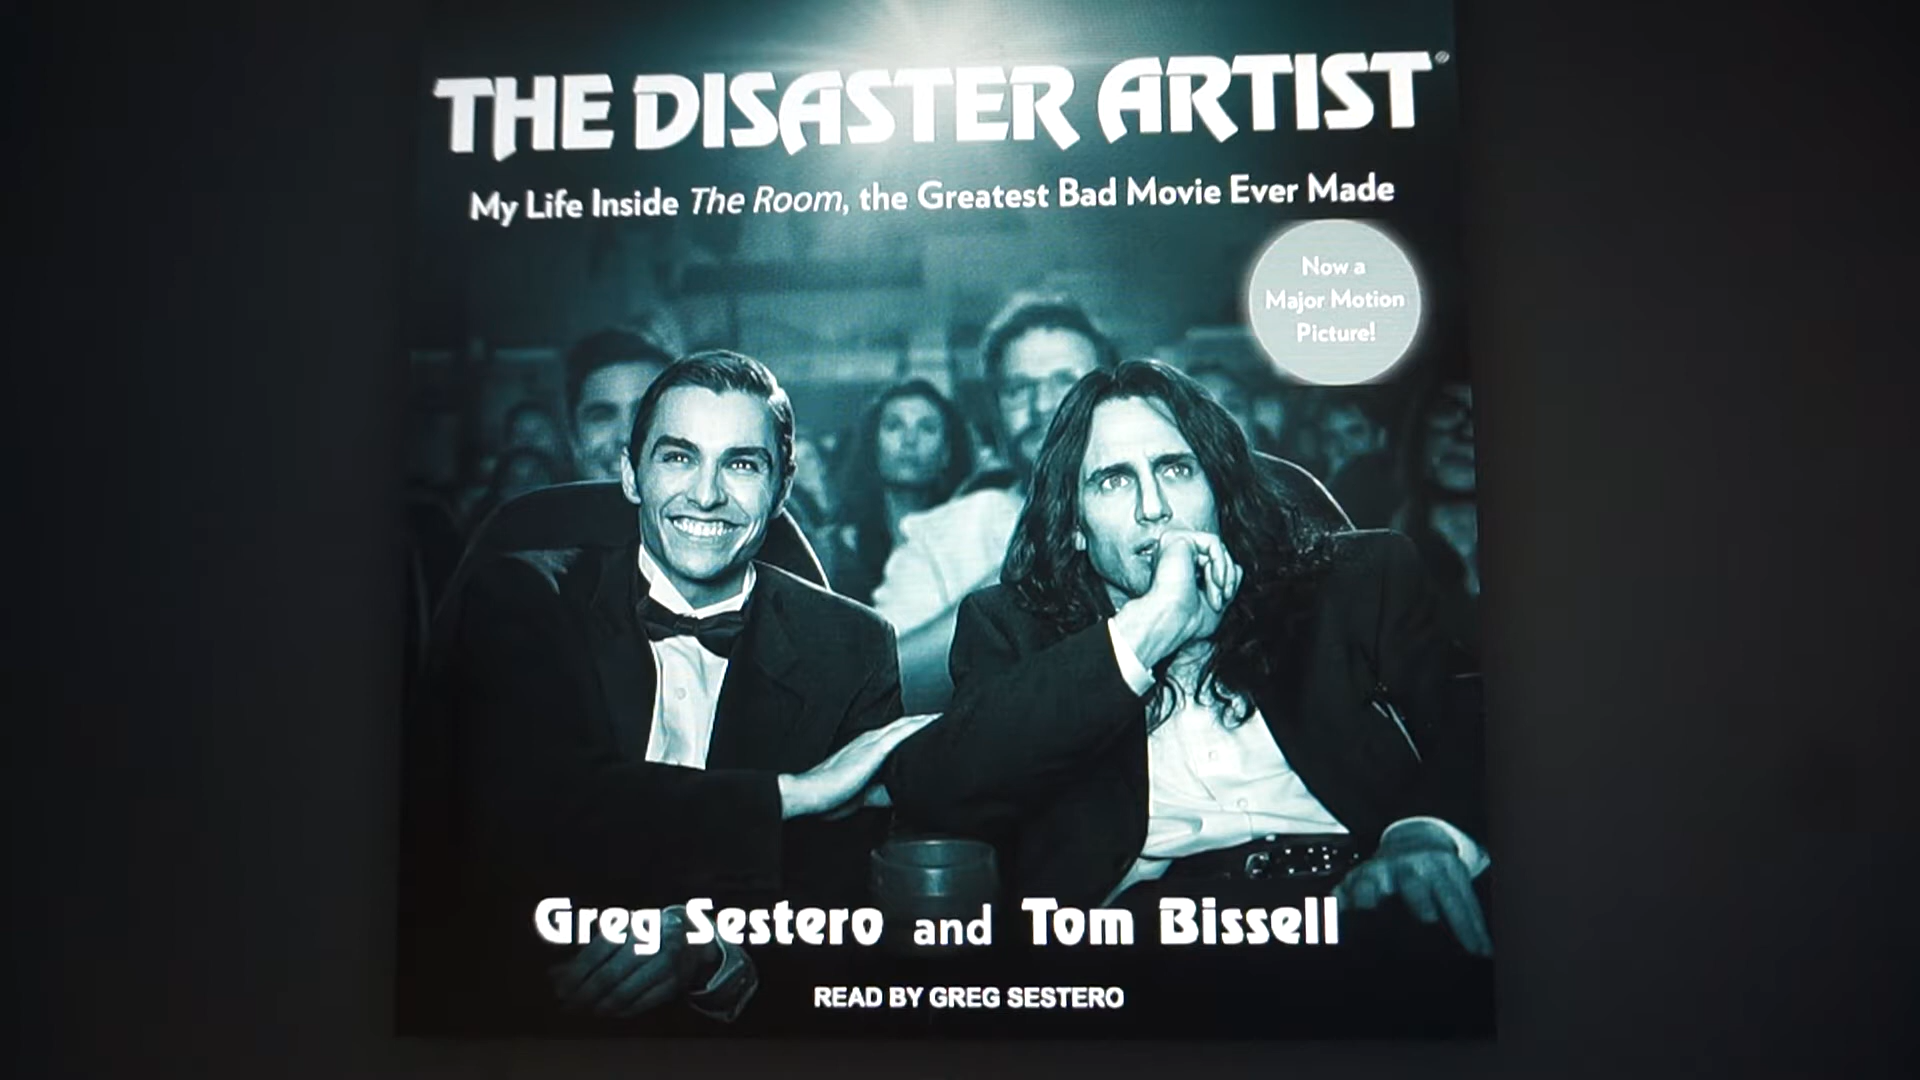 THE DISASTER ARTIST®
My Life Inside The Room, the Greatest Bad Movie Ever Made
Now a
Major Motion
Picture!
Greg Sestero and Tom Bissell
READ BY GREG SESTERO